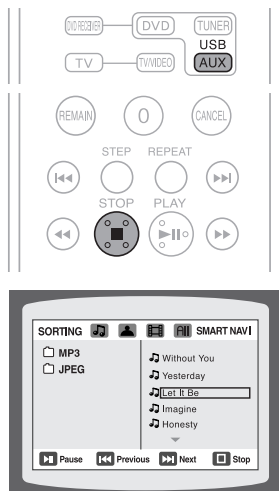 DVD RECEIVER DVD TUNER
USB
TV TV/VIDEO AUX
REMAIN 0 CANCEL
STEP REPEAT
STOP PLAY
SORTING All SMART NAVI
MP3
JPEG
Without You
Yesterday
Let It Be
Imagine
Honesty
Pause Previous Next Stop